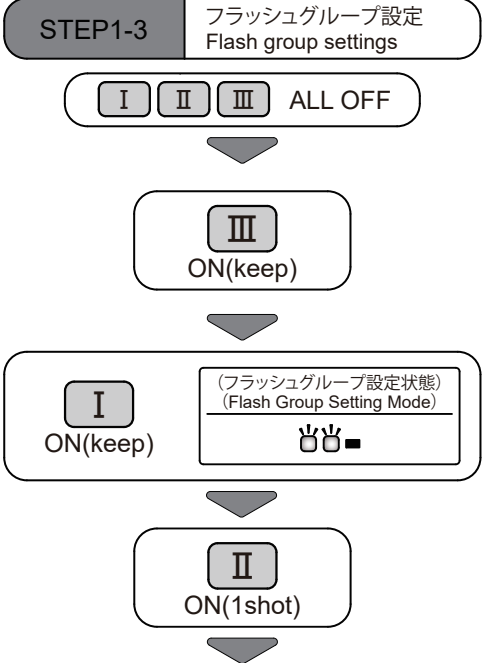 STEP1-3
フラッシュグループ設定
Flash group settings
Ⅰ Ⅱ Ⅲ ALL OFF
Ⅲ
ON(keep)
Ⅰ
ON(keep)
（フラッシュグループ設定状態）
（Flash Group Setting Mode）
Ⅱ
ON(1shot)